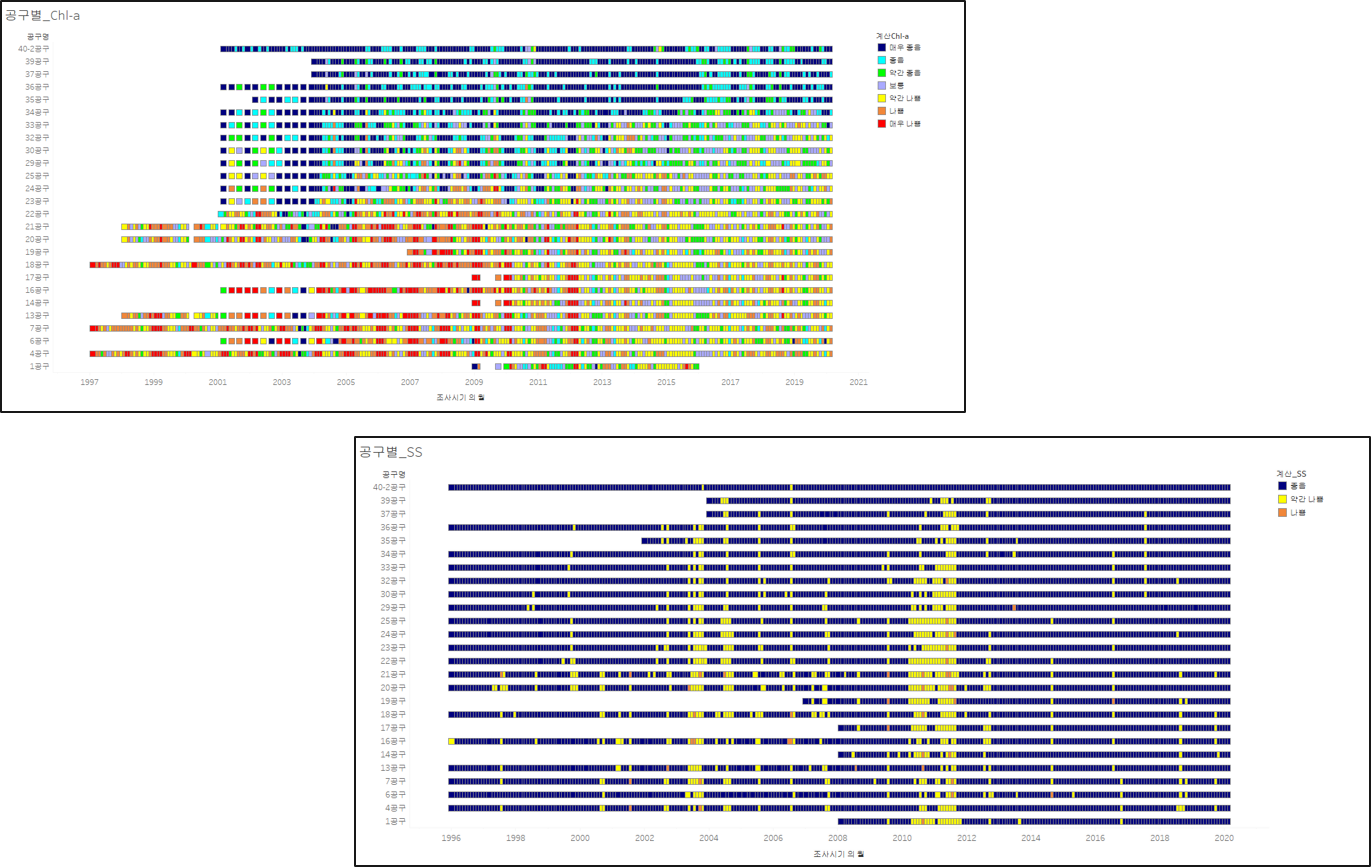 공구별_Chl-a
공구명
40-2공구
39공구
37공구
36공구
35공구
34공구
33공구
32공구
30공구
29공구
25공구
24공구
23공구
22공구
21공구
20공구
19공구
18공구
17공구
16공구
14공구
13공구
7공구
6공구
4공구
1공구
1997 1999 2001 2003 2005 2007 2009 2011 2013 2015 2017 2019 2021
조사시기 의 월
계산Chl-a
매우 좋음
좋음
약간 좋음
보통
약간 나쁨
나쁨
매우 나쁨
공구별_SS
공구명
40-2공구
39공구
37공구
36공구
35공구
34공구
33공구
32공구
30공구
29공구
25공구
24공구
23공구
22공구
21공구
20공구
19공구
18공구
17공구
16공구
14공구
13공구
7공구
6공구
4공구
1공구
1996 1998 2000 2002 2004 2006 2008 2010 2012 2014 2016 2018 2020
조사시기 의 월
계산_SS
좋음
약간 나쁨
나쁨